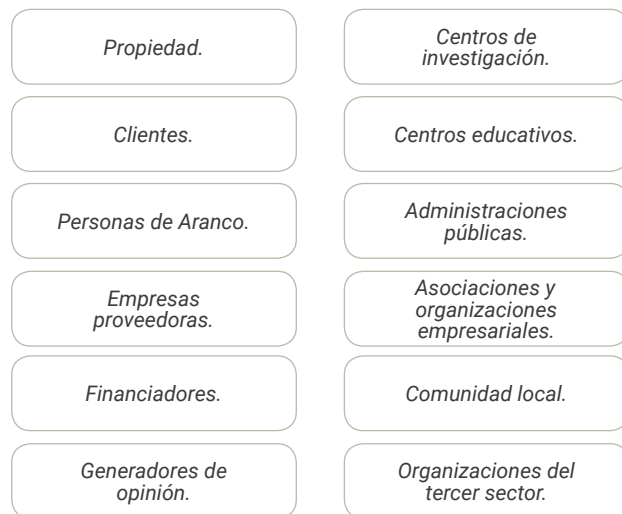 Propiedad.
Clientes.
Personas de Aranco.
Empresas
proveedoras.
Financiadores.
Generadores de
opinión.
Centros de
investigación.
Centros educativos.
Administraciones
públicas.
Asociaciones y
organizaciones
empresariales.
Comunidad local.
Organizaciones del
tercer sector.